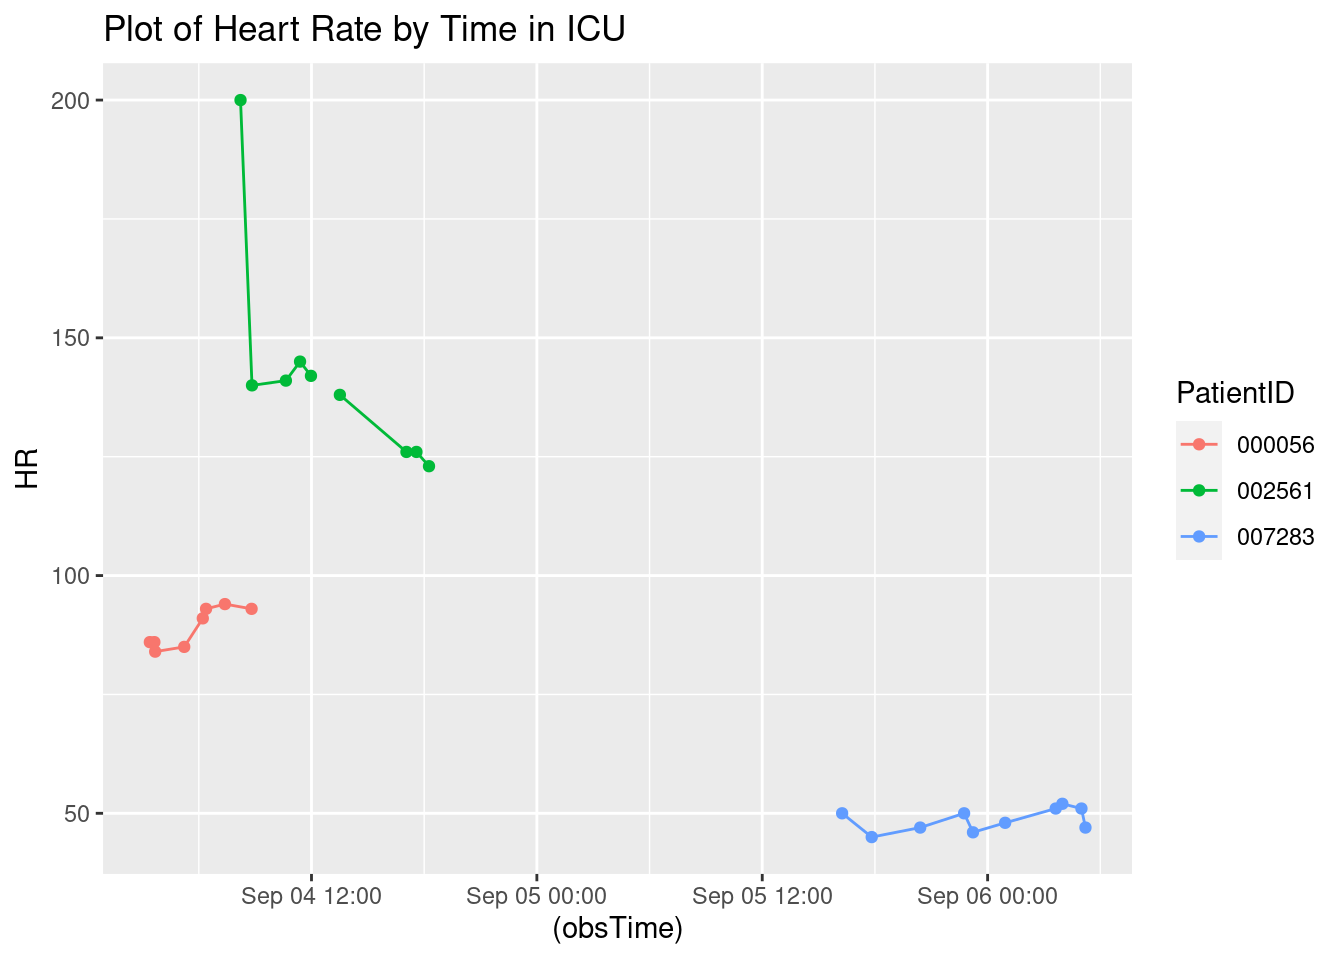 Plot of Heart Rate by Time in ICU
200
150
100
50
HR
Sep 04 12:00
Sep 05 00:00
Sep 05 12:00
Sep 06 00:00
(obsTime)
PatientID
000056
002561
007283